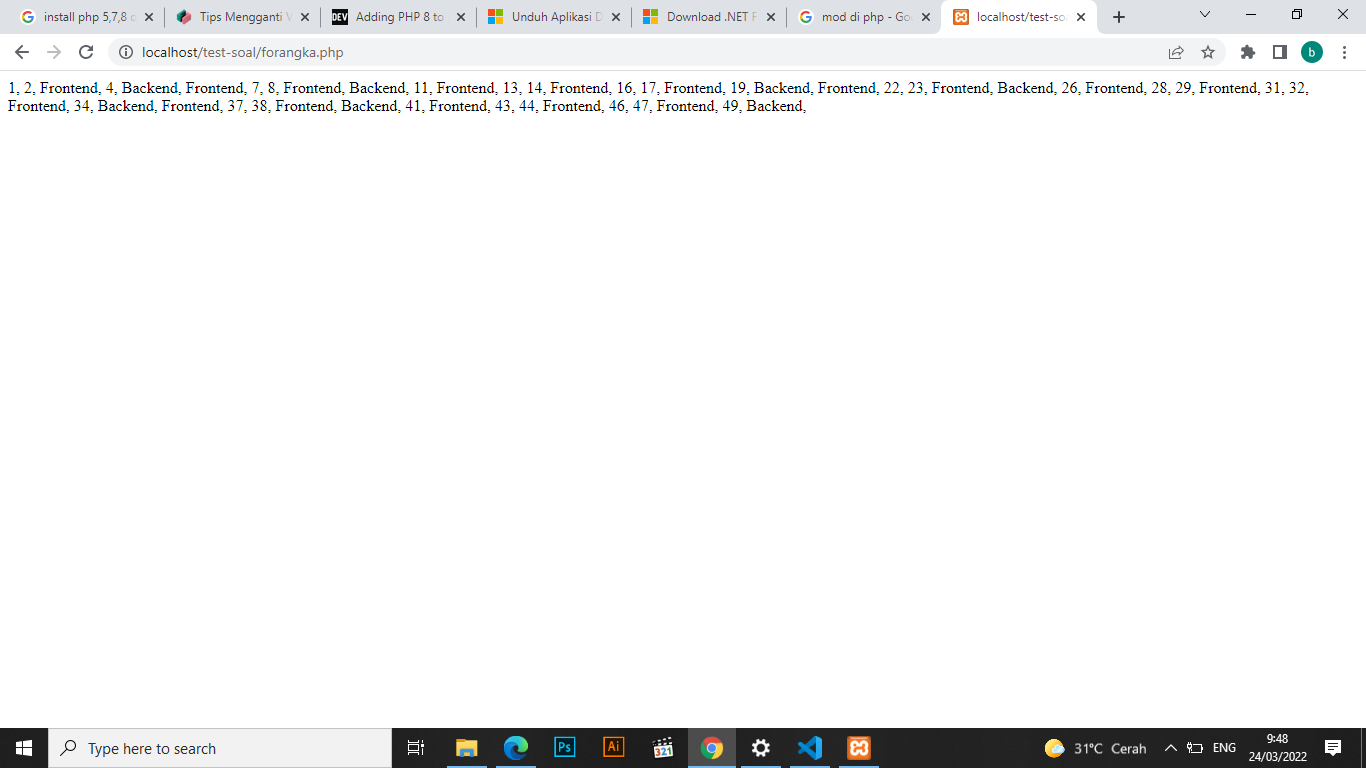 install php 5,7,8 d
Tips Mengganti V
DEV Adding PHP 8 to
Unduh Aplikasi D
Download .NET F
mod di php - Goo
localhost/test-so
localhost/test-soal/forangka.php
b
1, 2, Frontend, 4, Backend, Frontend, 7, 8, Frontend, Backend, 11, Frontend, 13, 14, Frontend, 16, 17, Frontend, 19, Backend, Frontend, 22, 23, Frontend, Backend, 26, Frontend, 28, 29, Frontend, 31, 32,
Frontend, 34, Backend, Frontend, 37, 38, Frontend, Backend, 41, Frontend, 43, 44, Frontend, 46, 47, Frontend, 49, Backend,
Type here to search
Ps
Ai
321
31°C Cerah
ENG
9:48
24/03/2022